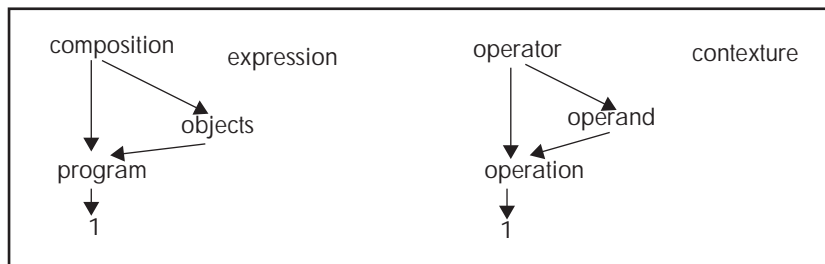 composition
expression
objects
program
1
operator
contexture
operand
operation
1